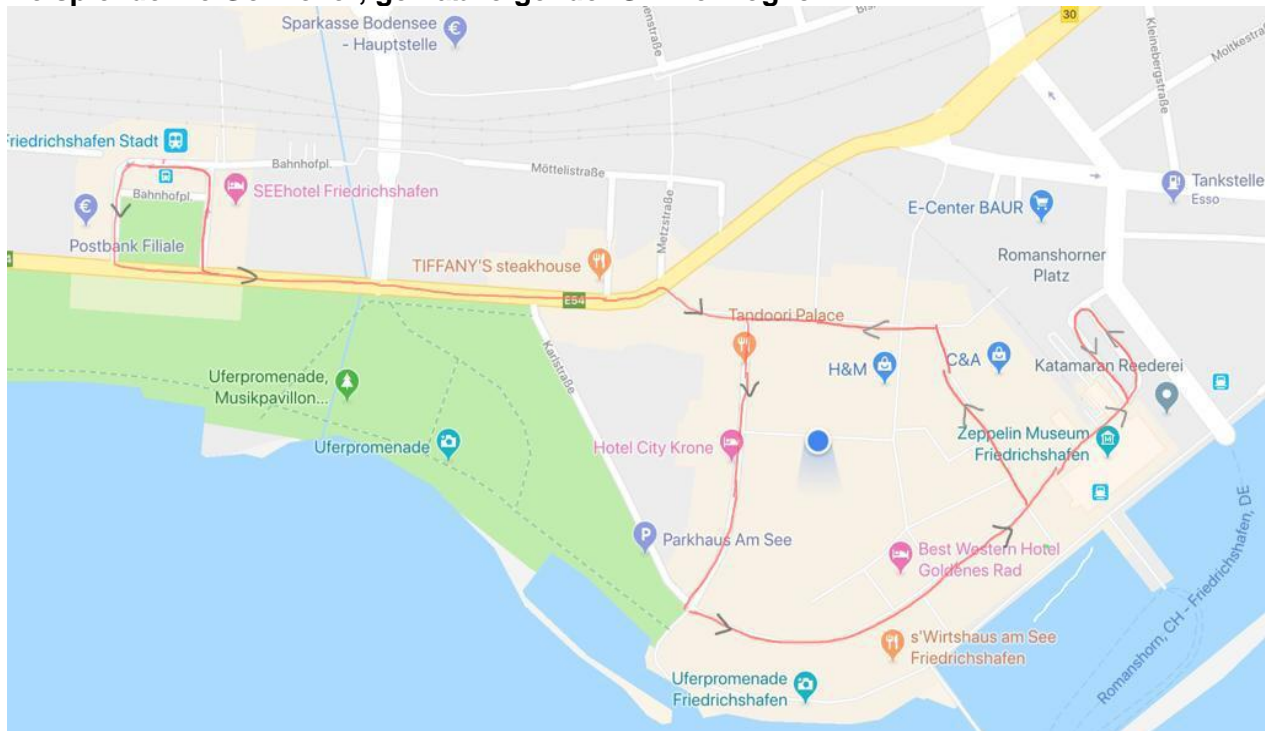 Sparkasse Bodensee
- Hauptstelle
30
Kleinebergstraße
Friedrichshafen Stadt
Bahnhofpl.
Bahnhofpl.
SEEhotel Friedrichshafen
Postbank Filiale
Möttelistraße
Metzstraße
TIFFANY'S steakhouse
E54
E-Center BAUR
Tankstelle
Esso
Romanshorner
Platz
Tandoori Palace
H&M
C&A
Katamaran Reederei
Karlstraße
Uferpromenade,
Musikpavillon...
Uferpromenade
Hotel City Krone
Zeppelin Museum
Friedrichshafen
P
Parkhaus Am See
Best Western Hotel
Goldenes Rad
s'Wirtshaus am See
Friedrichshafen
Uferpromenade
Friedrichshafen
Romanshorn, CH - Friedrichshafen, DE